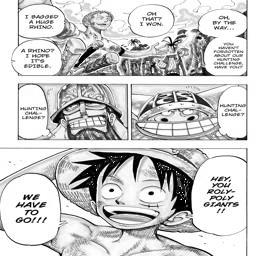 OH,
BY THE
WAY...
YOU
HAVEN'T
FORGOTTEN
ABOUT OUR
HUNTING
CHALLENGE,
HAVE YOU?
OH
THAT?
I WON.
I BAGGED
A HUGE
RHINO.
A RHINO?
I HOPE
IT'S
EDIBLE.
HUNTING
CHAL-
LENGE?
HUNTING
CHAL-
LENGE?
HEY,
YOU
ROLY-
POLY
GIANTS
!!
WE
HAVE
TO
GO!!!